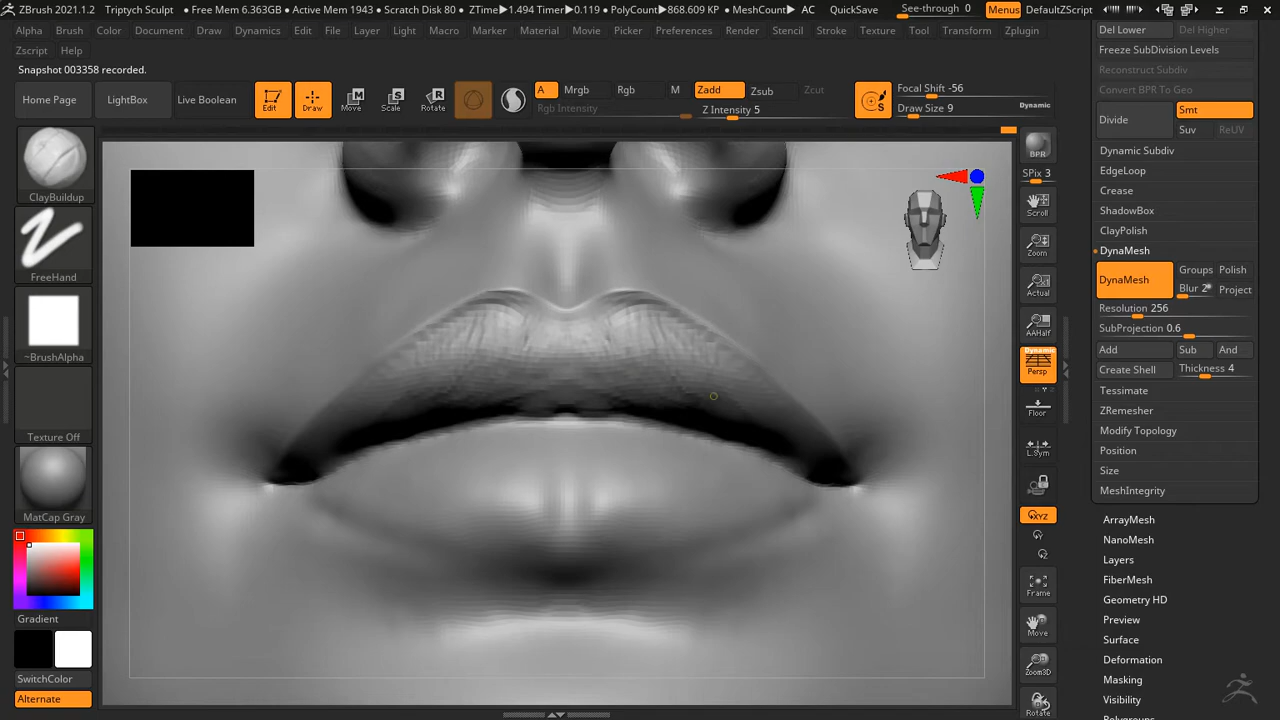 ZBrush 2021.1.2 Triptych Sculpt • Free Mem 6.363GB • Active Mem 1943 • Scratch Disk 80 • ZTime▶1.494 Timer▶0.119 • PolyCount▶868.609 KP • MeshCount▶ AC QuickSave See-through 0 Menus DefaultZScript
Alpha Brush Color Document Draw Dynamics Edit File Layer Light Macro Marker Material Movie Picker Preferences Render Stencil Stroke Texture Tool Transform Zplugin
Zscript Help
Snapshot 003358 recorded.
Home Page LightBox Live Boolean
Edit Draw Move Scale Rotate
A Mrgb Rgb M Zadd Zsub Zcut
Rgb Intensity Z Intensity 5
S
Focal Shift -56
Draw Size 9 Dynamic
ClayBuildup
FreeHand
~BrushAlpha
Texture Off
MatCap Gray
Gradient
SwitchColor
Alternate
BPR
SPix 3
Scroll
Zoom
Actual
AAHalf
Dynamic
Persp
Floor
L.Sym
XYZ
Y
Z
Frame
Move
Zoom3D
Rotate
Del Lower Del Higher
Freeze SubDivision Levels
Reconstruct Subdiv
Convert BPR To Geo
Divide Smt
Suv ReUV
Dynamic Subdiv
EdgeLoop
Crease
ShadowBox
ClayPolish
DynaMesh
DynaMesh Groups Polish
Blur 2 Project
Resolution 256
SubProjection 0.6
Add Sub And
Create Shell Thickness 4
Tessimate
ZRemesher
Modify Topology
Position
Size
MeshIntegrity
ArrayMesh
NanoMesh
Layers
FiberMesh
Geometry HD
Preview
Surface
Deformation
Masking
Visibility
Polygroups